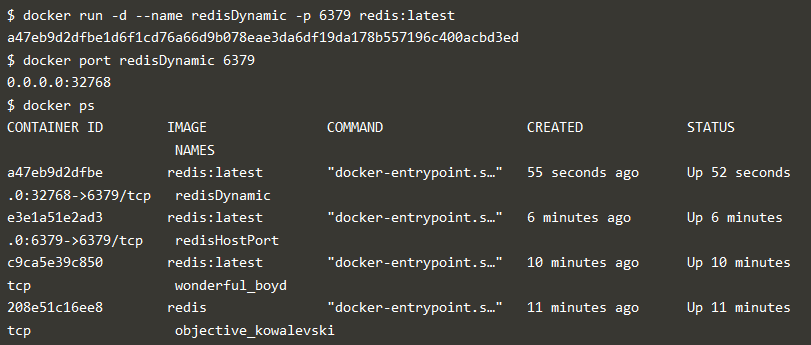 $ docker run -d --name redisDynamic -p 6379 redis:latest
a47eb9d2dfbe1d6f1cd76a66d9b078eae3da6df19da178b557196c400acbd3ed
$ docker port redisDynamic 6379
0.0.0.0:32768
$ docker ps
CONTAINER ID        IMAGE               COMMAND                  CREATED             STATUS
                     NAMES
a47eb9d2dfbe        redis:latest        "docker-entrypoint.s…"   55 seconds ago      Up 52 seconds
.0:32768->6379/tcp   redisDynamic
e3e1a51e2ad3        redis:latest        "docker-entrypoint.s…"   6 minutes ago       Up 6 minutes
.0:6379->6379/tcp    redisHostPort
c9ca5e39c850        redis:latest        "docker-entrypoint.s…"   10 minutes ago      Up 10 minutes
tcp                  wonderful_boyd
208e51c16ee8        redis               "docker-entrypoint.s…"   11 minutes ago      Up 11 minutes
tcp                  objective_kowalevski